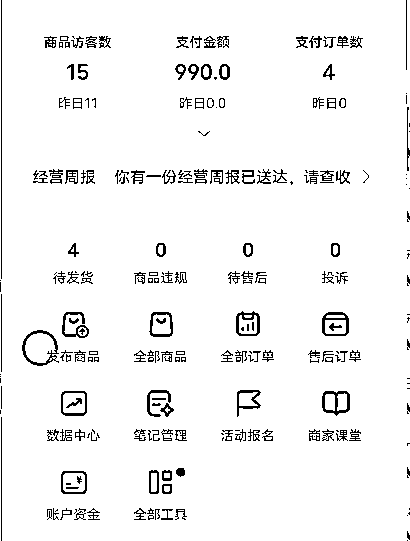 商品访客数 支付金额 支付订单数
15 990.0 4
昨日11 昨日0.0 昨日0
经营周报 你有一份经营周报已送达，请查收
4 0 0 0
待发货 商品违规 待售后 投诉
发布商品 全部商品 全部订单 售后订单
数据中心 笔记管理 活动报名 商家课堂
账户资金 全部工具